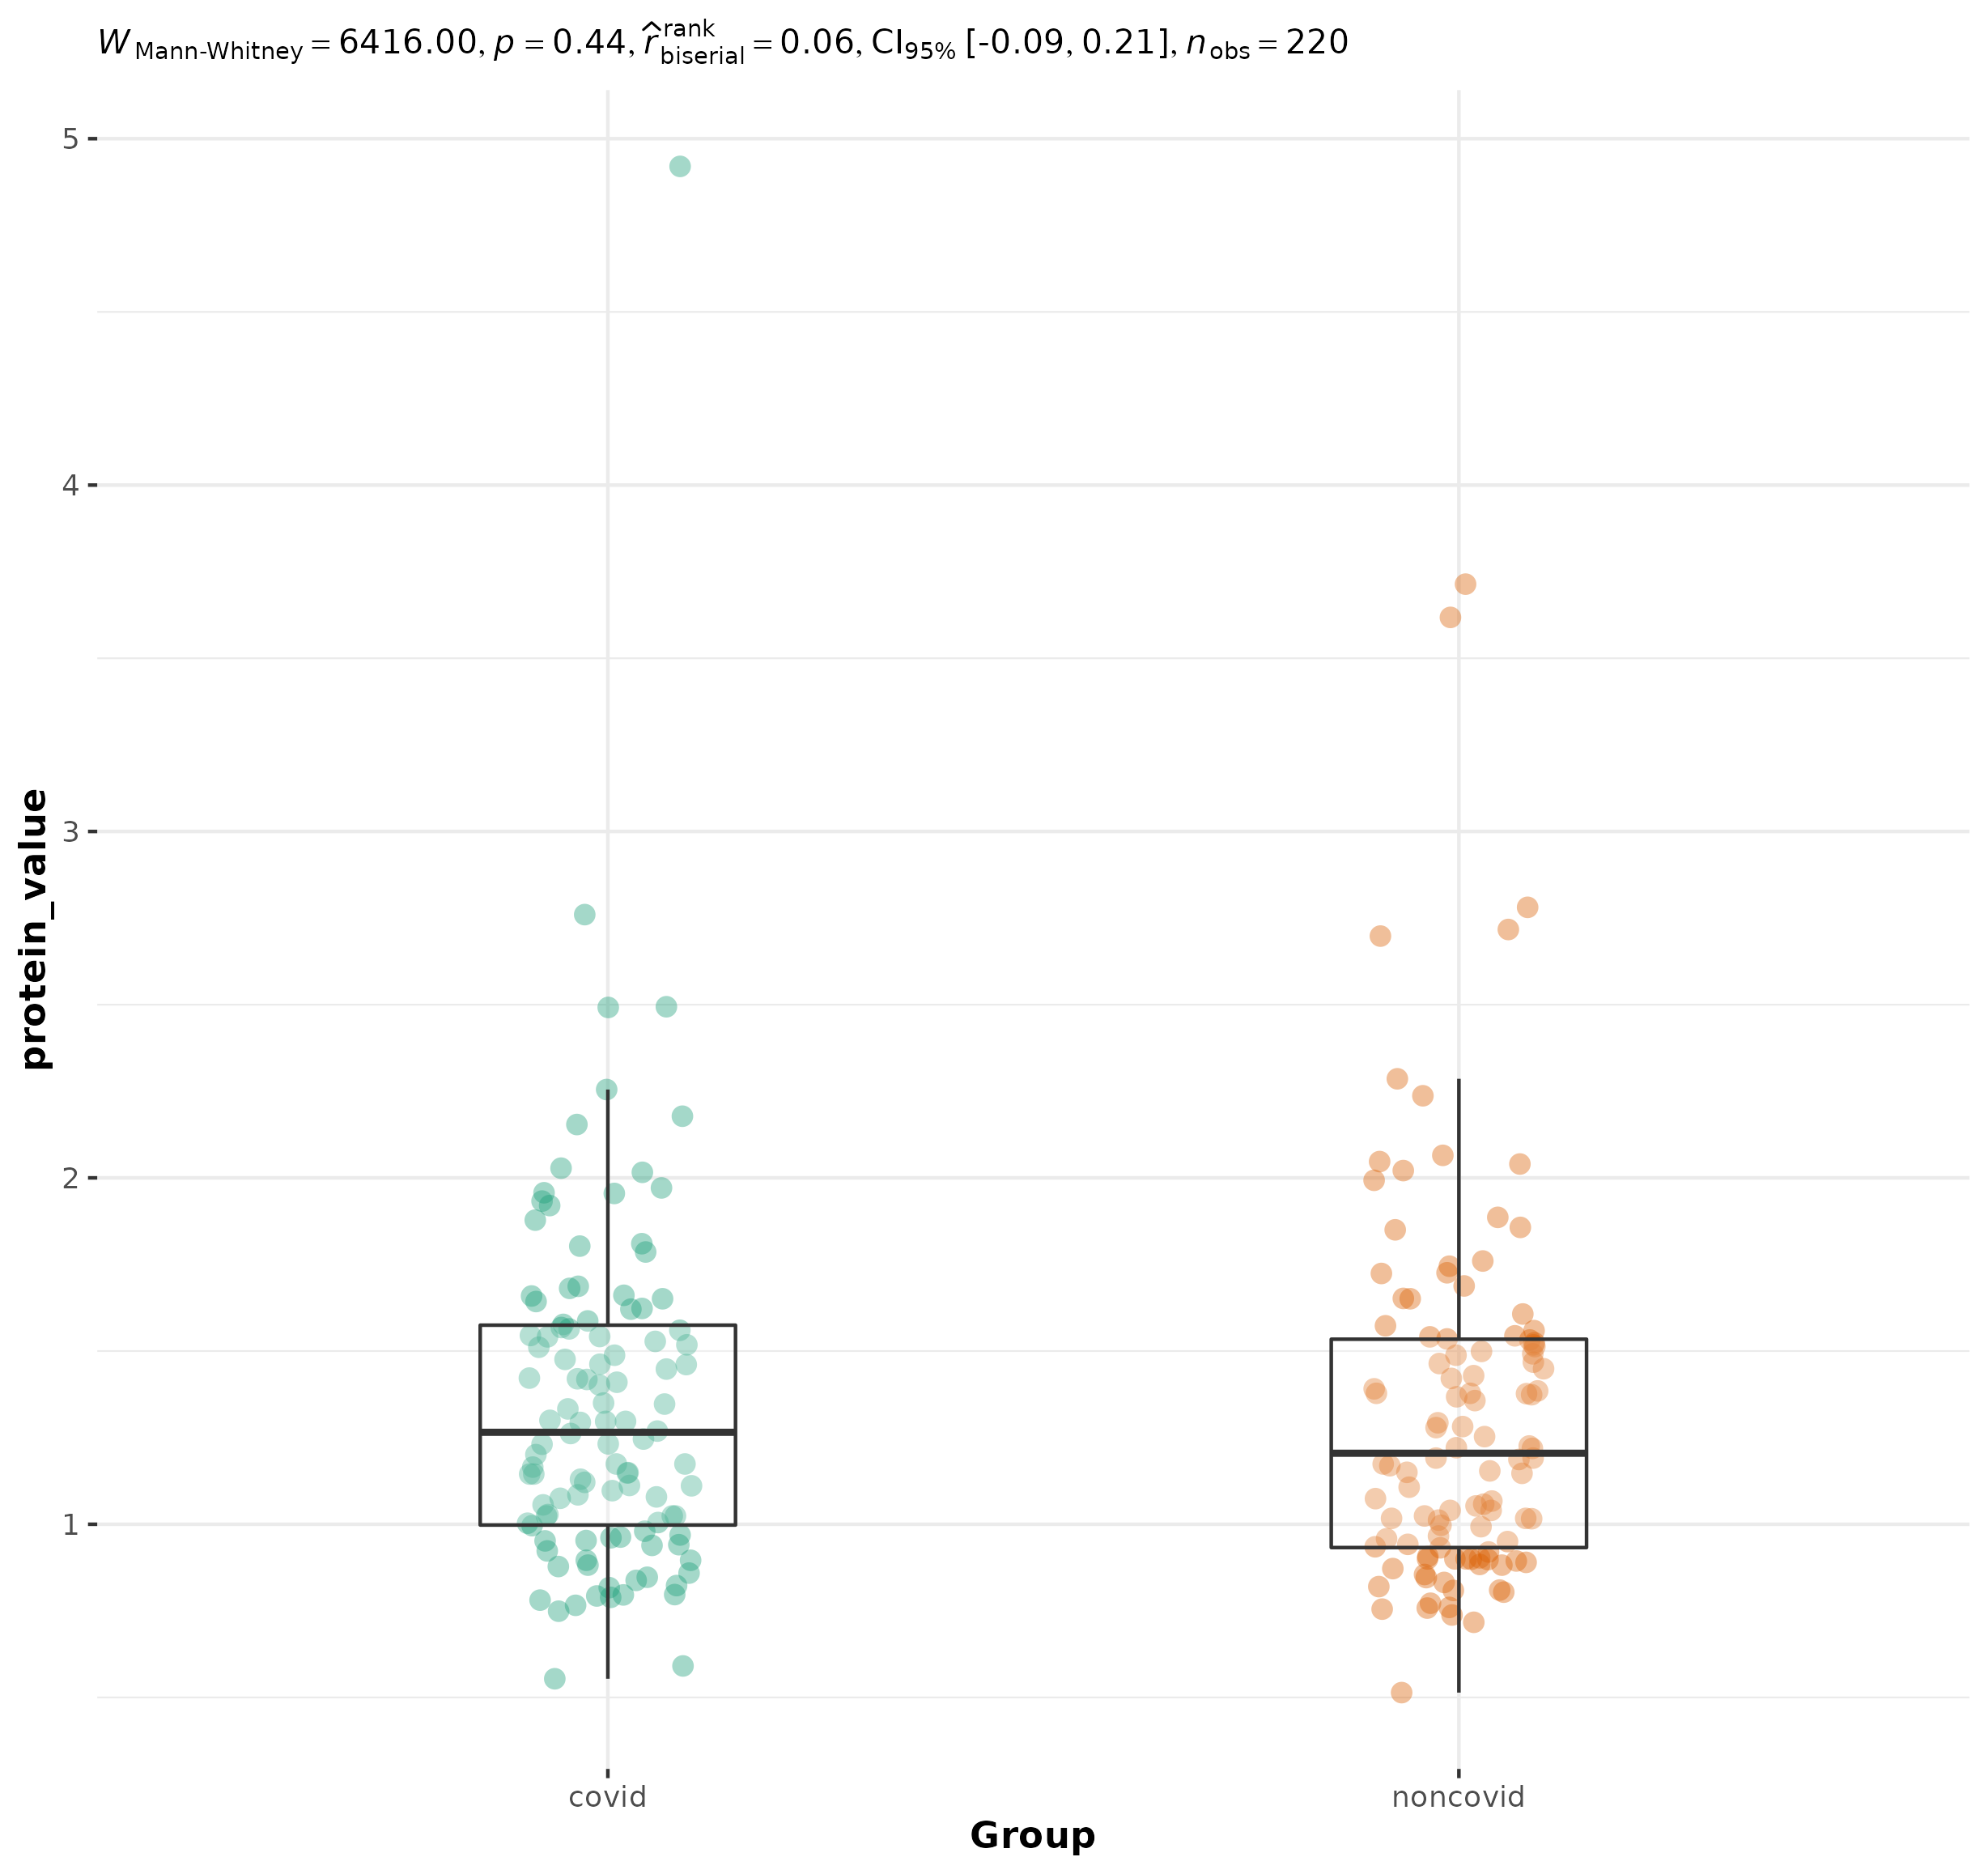 W Mann-Whitney = 6416.00, p = 0.44, r̂ rank biserial = 0.06, CI95% [-0.09, 0.21], n obs = 220
5
4
3
2
1
protein_value
covid noncovid
Group